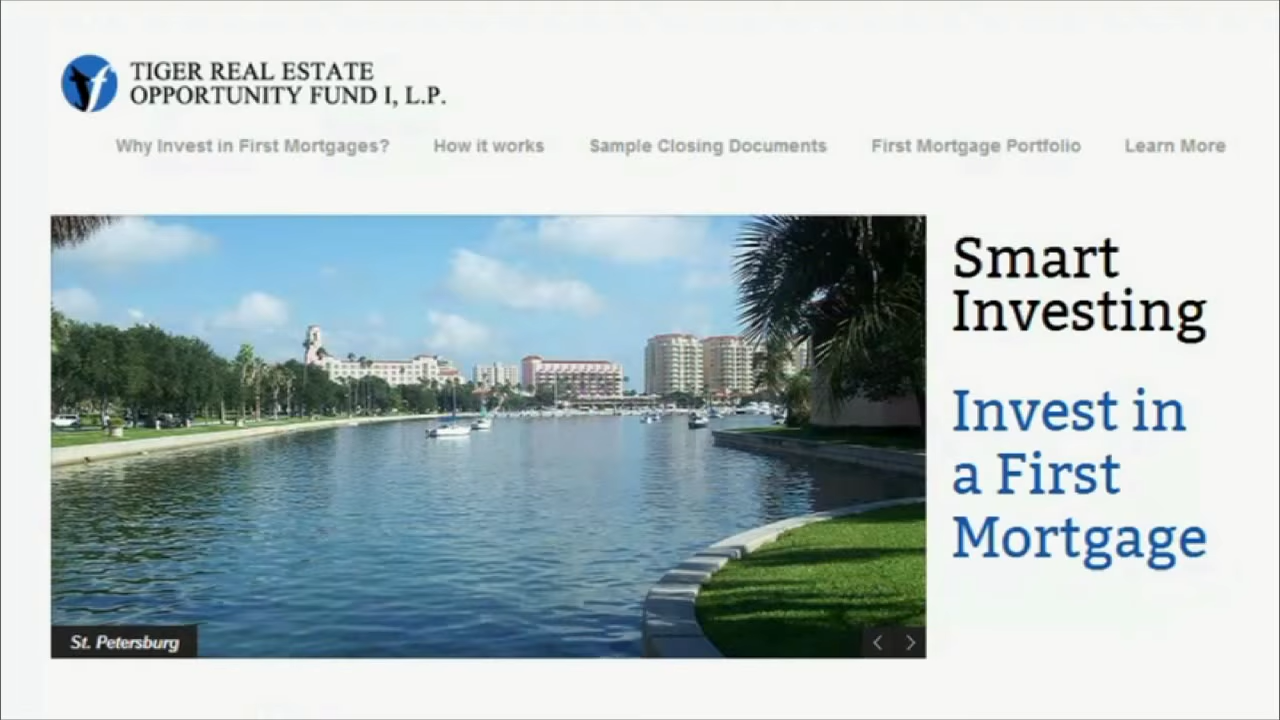 TIGER REAL ESTATE
OPPORTUNITY FUND I, L.P.
Why Invest in First Mortgages? How it works Sample Closing Documents First Mortgage Portfolio Learn More
Smart
Investing
Invest in
a First
Mortgage
St. Petersburg